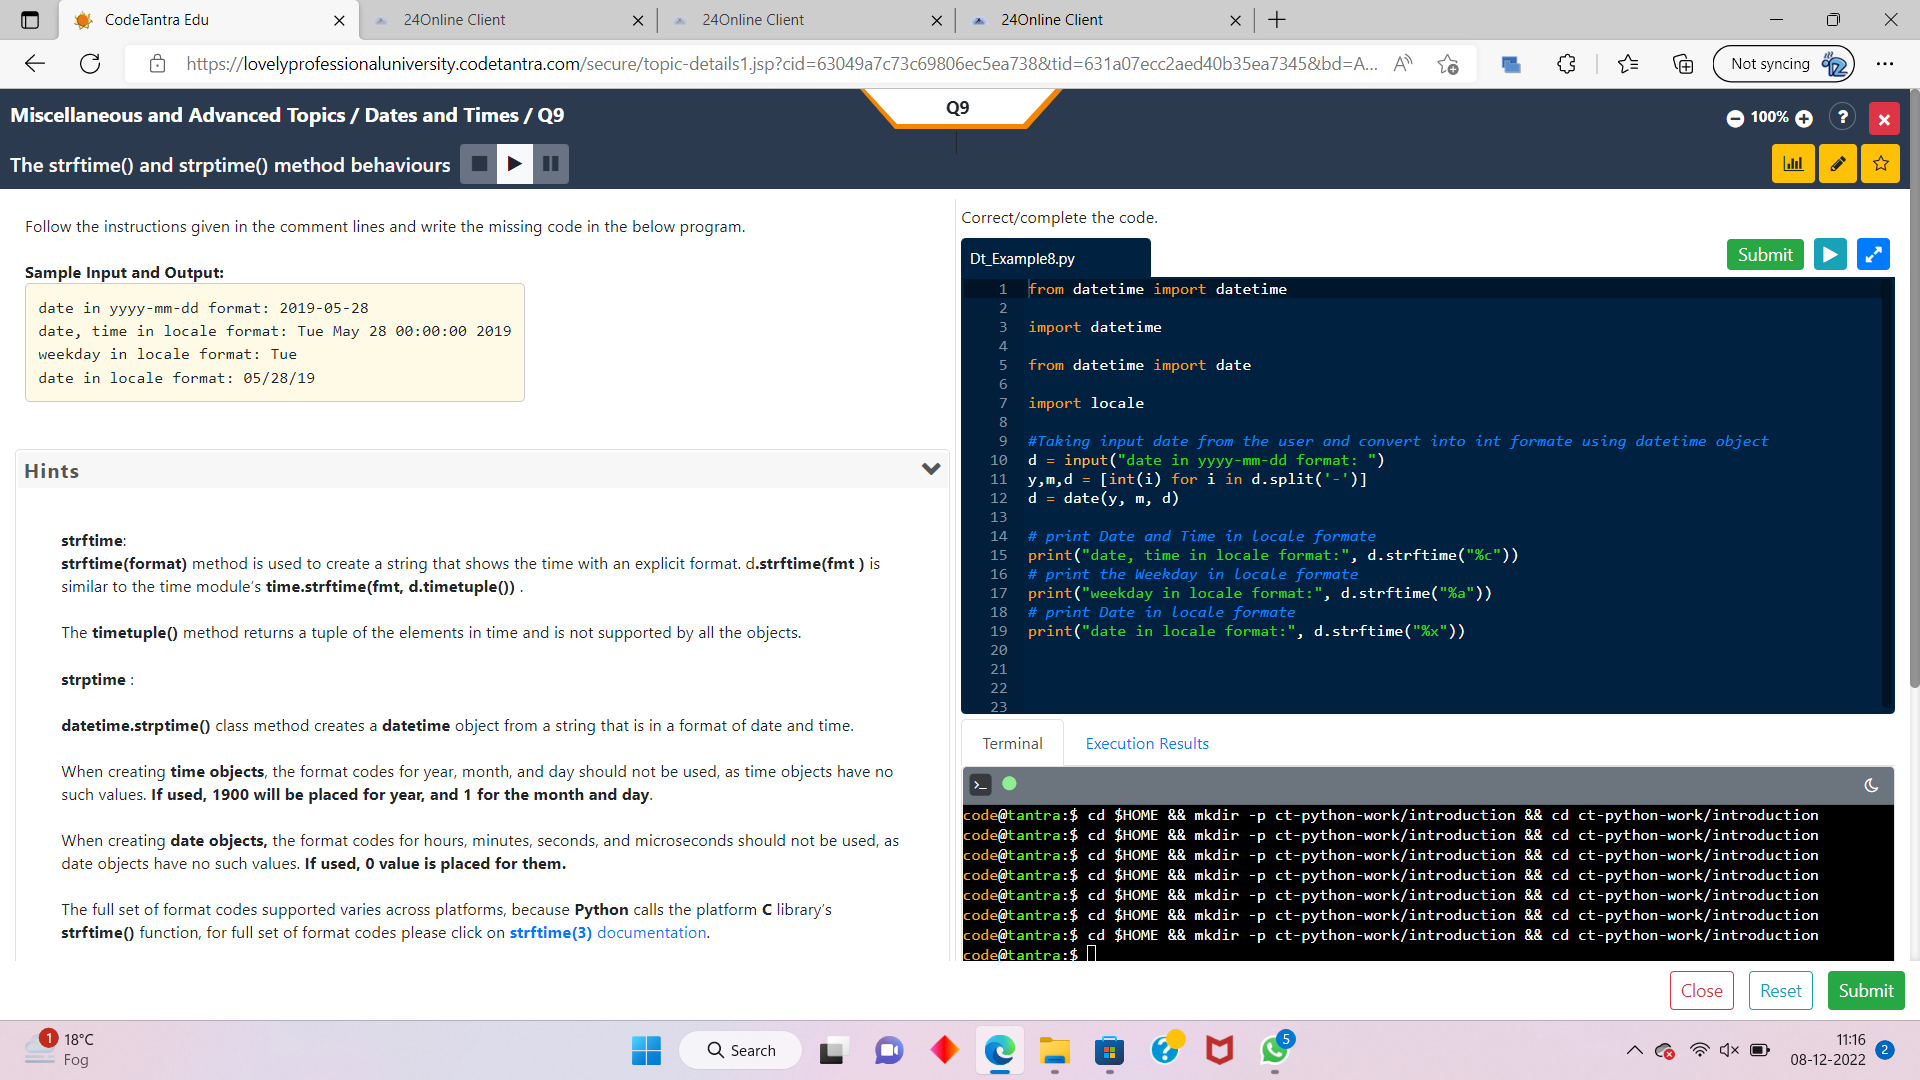 CodeTantra Edu
24Online Client
24Online Client
24Online Client
https://lovelyprofessionaluniversity.codetantra.com/secure/topic-details1.jsp?cid=63049a7c73c69806ec5ea738&tid=631a07ecc2aed40b35ea7345&bd=A...
Not syncing
Miscellaneous and Advanced Topics / Dates and Times / Q9
Q9
100%
?
The strftime() and strptime() method behaviours
Follow the instructions given in the comment lines and write the missing code in the below program.
Sample Input and Output:
date in yyyy-mm-dd format: 2019-05-28
date, time in locale format: Tue May 28 00:00:00 2019
weekday in locale format: Tue
date in locale format: 05/28/19
Hints
strftime:
strftime(format) method is used to create a string that shows the time with an explicit format. d.strftime(fmt ) is
similar to the time module's time.strftime(fmt, d.timetuple()) .
The timetuple() method returns a tuple of the elements in time and is not supported by all the objects.
strptime :
datetime.strptime() class method creates a datetime object from a string that is in a format of date and time.
When creating time objects, the format codes for year, month, and day should not be used, as time objects have no
such values. If used, 1900 will be placed for year, and 1 for the month and day.
When creating date objects, the format codes for hours, minutes, seconds, and microseconds should not be used, as
date objects have no such values. If used, 0 value is placed for them.
The full set of format codes supported varies across platforms, because Python calls the platform C library's
strftime() function, for full set of format codes please click on strftime(3) documentation.
Correct/complete the code.
Dt_Example8.py
Submit
1 from datetime import datetime
2
3 import datetime
4
5 from datetime import date
6
7 import locale
8
9 #Taking input date from the user and convert into int formate using datetime object
10 d = input("date in yyyy-mm-dd format: ")
11 y,m,d = [int(i) for i in d.split('-')]
12 d = date(y, m, d)
13
14 # print Date and Time in locale formate
15 print("date, time in locale format:", d.strftime("%c"))
16 # print the Weekday in locale formate
17 print("weekday in locale format:", d.strftime("%a"))
18 # print Date in locale formate
19 print("date in locale format:", d.strftime("%x"))
20
21
22
23
Terminal
Execution Results
code@tantra:$ cd $HOME && mkdir -p ct-python-work/introduction && cd ct-python-work/introduction
code@tantra:$ cd $HOME && mkdir -p ct-python-work/introduction && cd ct-python-work/introduction
code@tantra:$ cd $HOME && mkdir -p ct-python-work/introduction && cd ct-python-work/introduction
code@tantra:$ cd $HOME && mkdir -p ct-python-work/introduction && cd ct-python-work/introduction
code@tantra:$ cd $HOME && mkdir -p ct-python-work/introduction && cd ct-python-work/introduction
code@tantra:$ cd $HOME && mkdir -p ct-python-work/introduction && cd ct-python-work/introduction
code@tantra:$ cd $HOME && mkdir -p ct-python-work/introduction && cd ct-python-work/introduction
code@tantra:$
Close
Reset
Submit
1
18°C
Fog
Search
5
11:16
08-12-2022
2